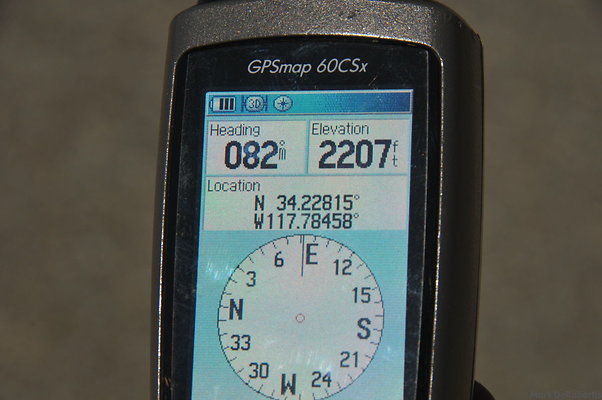 GPSmap 60CSx
3D
Heading
082°m
Elevation
2207ft
Location
N 34.22815°
W117.78458°
E
6
12
3
15
N
S
33
21
30
24
W